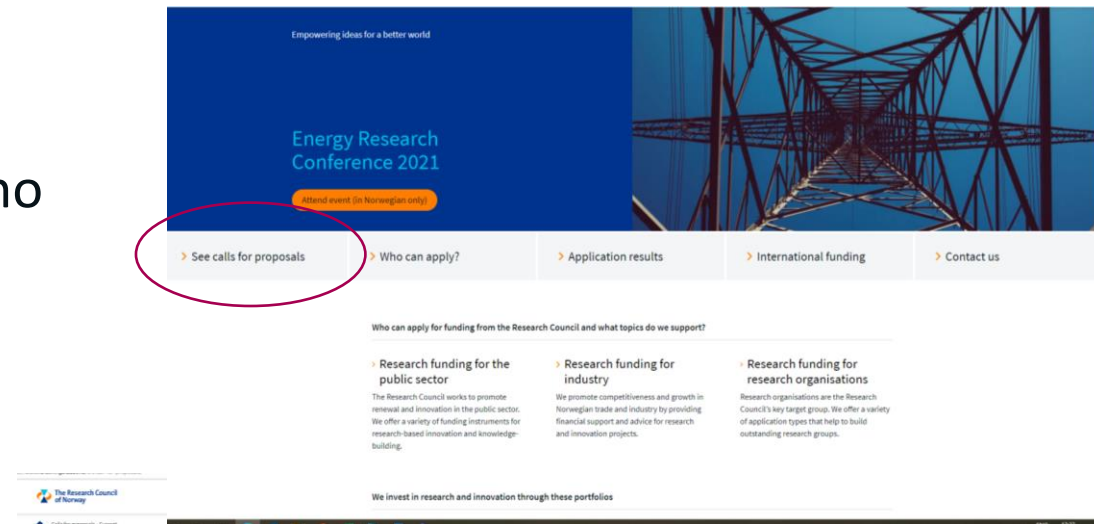 Empowering ideas for a better world
Energy Research
Conference 2021
Attend event (in Norwegian only)
no
> See calls for proposals
> Who can apply?
> Application results
> International funding
> Contact us
Who can apply for funding from the Research Council and what topics do we support?
> Research funding for the
public sector
The Research Council works to promote
renewal and innovation in the public sector.
We offer a variety of funding instruments for
research-based innovation and knowledge-
building.
> Research funding for
industry
We promote competitiveness and growth in
Norwegian trade and industry by providing
financial support and advice for research
and innovation projects.
> Research funding for
research organisations
Research organisations are the Research
Council's key target group. We offer a variety
of application types that help to build
outstanding research groups.
We invest in research and innovation through these portfolios
The Research Council
of Norway